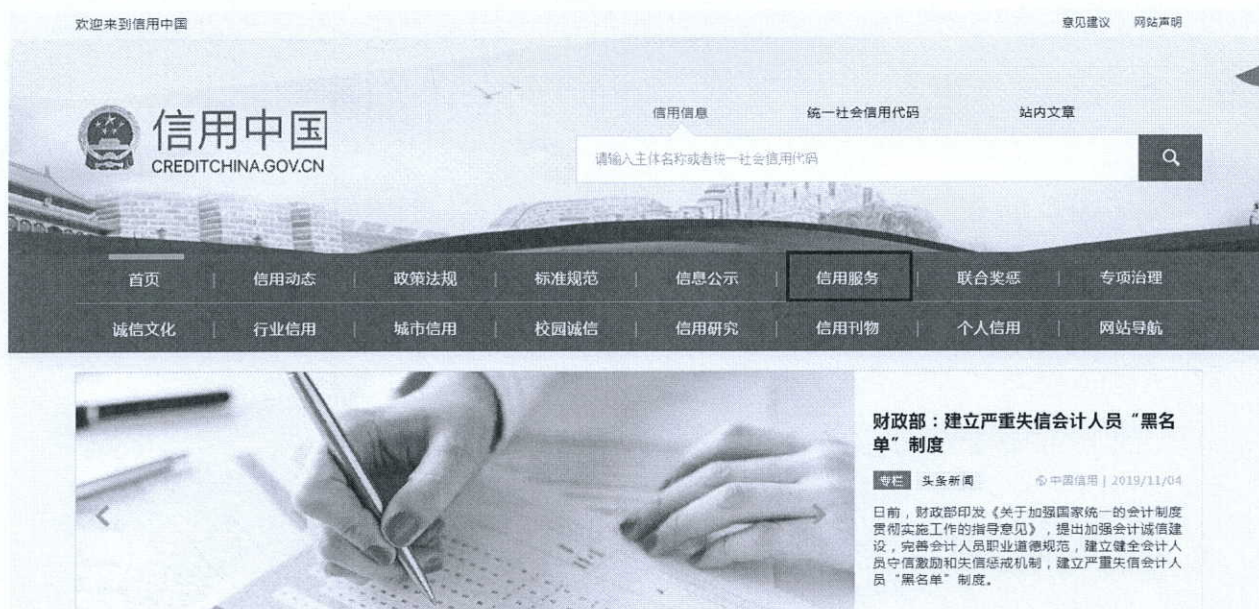 欢迎来到信用中国
意见建议 网站声明
信用中国
CREDITCHINA.GOV.CN
信用信息 统一社会信用代码 站内文章
请输入主体名称或者统一社会信用代码
首页 信用动态 政策法规 标准规范 信息公示 信用服务 联合奖惩 专项治理
诚信文化 行业信用 城市信用 校园诚信 信用研究 信用刊物 个人信用 网站导航
财政部：建立严重失信会计人员“黑名
单”制度
专栏 头条新闻 中国信用 | 2019/11/04
日前，财政部印发《关于加强国家统一的会计制度
贯彻实施工作的指导意见》，提出加强会计诚信建
设，完善会计人员职业道德规范，建立健全会计人
员守信激励和失信惩戒机制，建立严重失信会计人
员“黑名单”制度。